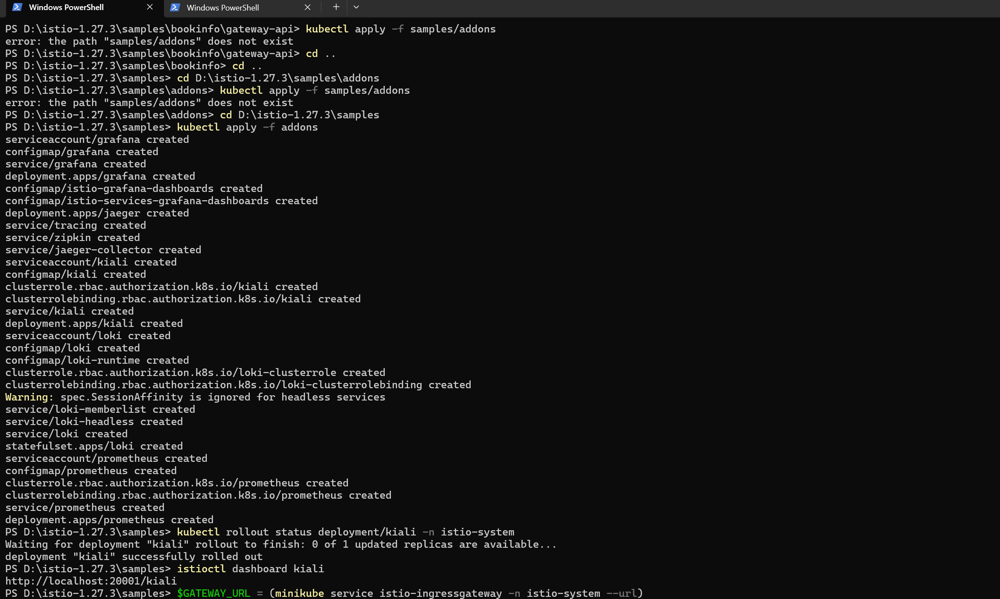 Windows PowerShell
Windows PowerShell
PS D:\istio-1.27.3\samples\bookinfo\gateway-api> kubectl apply -f samples/addons
error: the path "samples/addons" does not exist
PS D:\istio-1.27.3\samples\bookinfo\gateway-api> cd ..
PS D:\istio-1.27.3\samples\bookinfo> cd ..
PS D:\istio-1.27.3\samples> cd D:\istio-1.27.3\samples\addons
PS D:\istio-1.27.3\samples\addons> kubectl apply -f samples/addons
error: the path "samples/addons" does not exist
PS D:\istio-1.27.3\samples\addons> cd D:\istio-1.27.3\samples
PS D:\istio-1.27.3\samples> kubectl apply -f addons
serviceaccount/grafana created
configmap/grafana created
service/grafana created
deployment.apps/grafana created
configmap/istio-grafana-dashboards created
configmap/istio-services-grafana-dashboards created
deployment.apps/jaeger created
service/tracing created
service/zipkin created
service/jaeger-collector created
serviceaccount/kiali created
configmap/kiali created
clusterrole.rbac.authorization.k8s.io/kiali created
clusterrolebinding.rbac.authorization.k8s.io/kiali created
service/kiali created
deployment.apps/kiali created
serviceaccount/loki created
configmap/loki created
configmap/loki-runtime created
clusterrole.rbac.authorization.k8s.io/loki-clusterrole created
clusterrolebinding.rbac.authorization.k8s.io/loki-clusterrolebinding created
Warning: spec.SessionAffinity is ignored for headless services
service/loki-memberlist created
service/loki-headless created
service/loki created
statefulset.apps/loki created
serviceaccount/prometheus created
configmap/prometheus created
clusterrole.rbac.authorization.k8s.io/prometheus created
clusterrolebinding.rbac.authorization.k8s.io/prometheus created
service/prometheus created
deployment.apps/prometheus created
PS D:\istio-1.27.3\samples> kubectl rollout status deployment/kiali -n istio-system
Waiting for deployment "kiali" rollout to finish: 0 of 1 updated replicas are available...
deployment "kiali" successfully rolled out
PS D:\istio-1.27.3\samples> istioctl dashboard kiali
http://localhost:20001/kiali
PS D:\istio-1.27.3\samples> $GATEWAY_URL = (minikube service istio-ingressgateway -n istio-system --url)